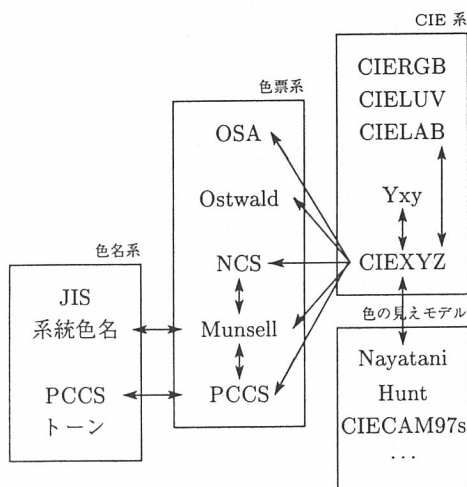 CIE 系
CIERGB
CIELUV
CIELAB
Yxy
CIEXYZ
色票系
OSA
Ostwald
NCS
Munsell
PCCS
色名系
JIS
系統色名
PCCS
トーン
色の見えモデル
Nayatani
Hunt
CIECAM97s
...